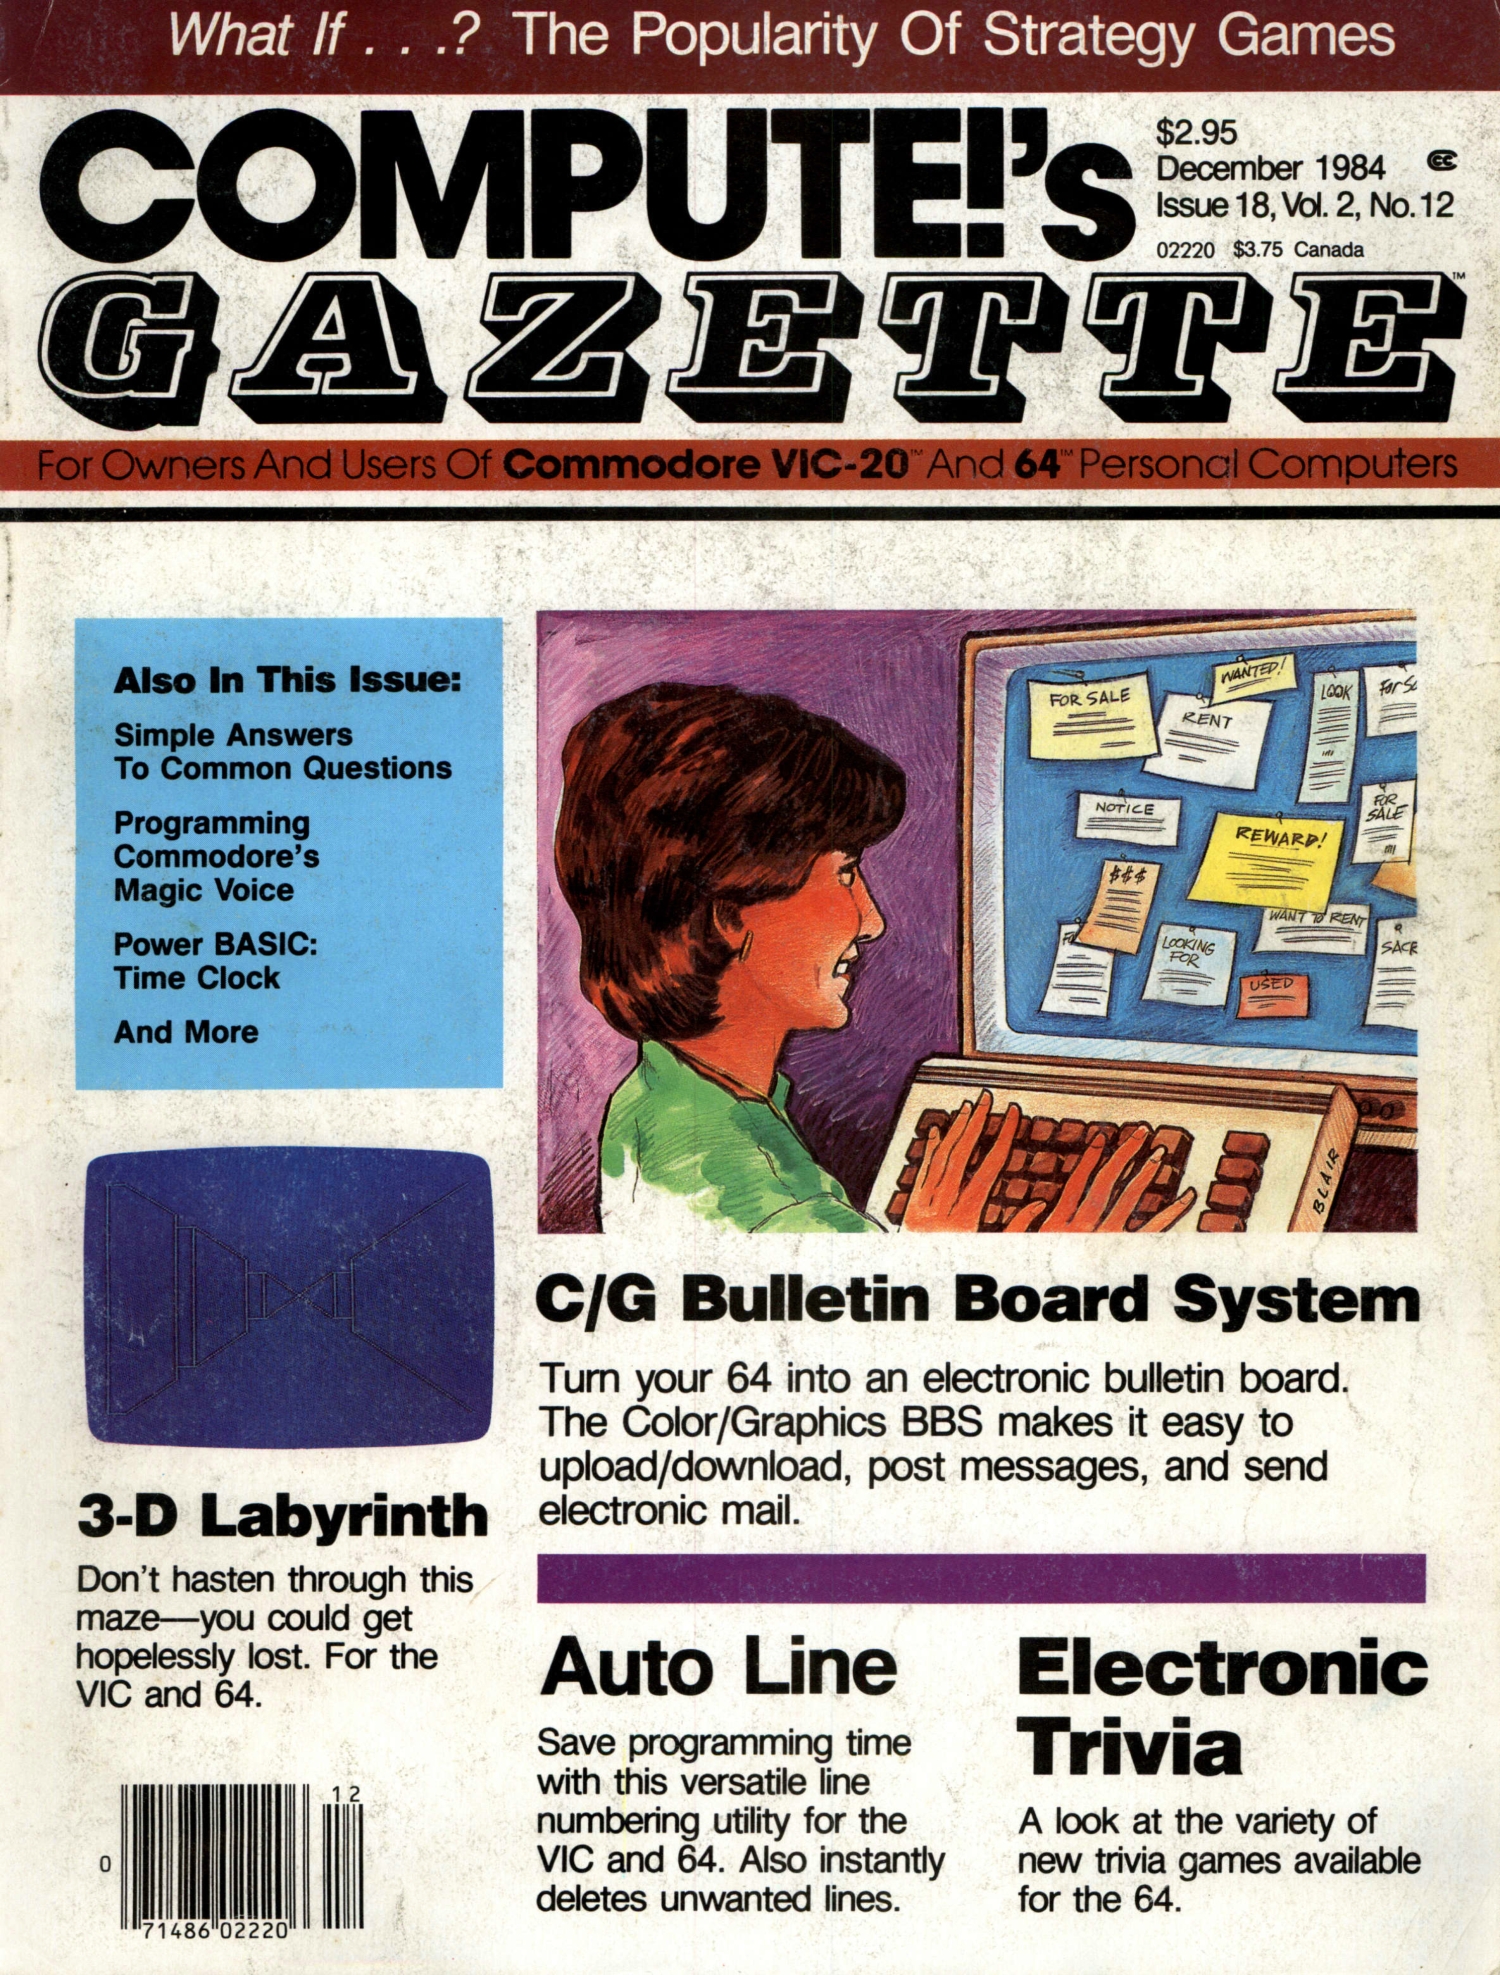 What If . . .? The Popularity Of Strategy Games
COMPUTE!'s
GAZETTE™
$2.95
December 1984
Issue 18, Vol. 2, No. 12
02220 $3.75 Canada
For Owners And Users Of Commodore VIC-20™ And 64™ Personal Computers
Also In This Issue:
Simple Answers
To Common Questions
Programming
Commodore's
Magic Voice
Power BASIC:
Time Clock
And More
FOR SALE
RENT
WANTED!
LOOK
NOTICE
REWARD!
FOR
SALE
$$$
WANT TO RENT
LOOKING
FOR
USED
BLAIR
C/G Bulletin Board System
Turn your 64 into an electronic bulletin board.
The Color/Graphics BBS makes it easy to
upload/download, post messages, and send
electronic mail.
3-D Labyrinth
Don't hasten through this
maze—you could get
hopelessly lost. For the
VIC and 64.
Auto Line
Save programming time
with this versatile line
numbering utility for the
VIC and 64. Also instantly
deletes unwanted lines.
Electronic
Trivia
A look at the variety of
new trivia games available
for the 64.
12
0
71486 02220